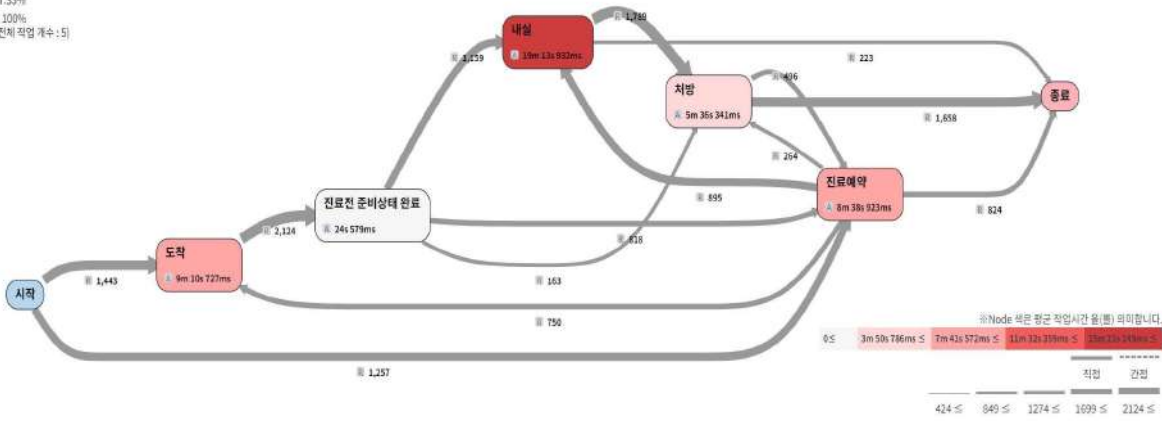 100%
전체 작업 개수 : 5)
내실
19m 13s 932ms
1,789
1,159
223
처방
5m 36s 341ms
496
종료
1,658
264
진료예약
8m 38s 923ms
895
824
진료전 준비상태 완료
24s 579ms
2,124
818
도착
9m 10s 727ms
163
시작
1,443
750
1,257
※Node 색은 평균 작업시간 율(률) 의미합니다.
0≤ 3m 50s 786ms ≤ 7m 41s 572ms ≤ 11m 32s 359ms ≤
직접 간접
424 ≤ 849 ≤ 1274 ≤ 1699 ≤ 2124 ≤